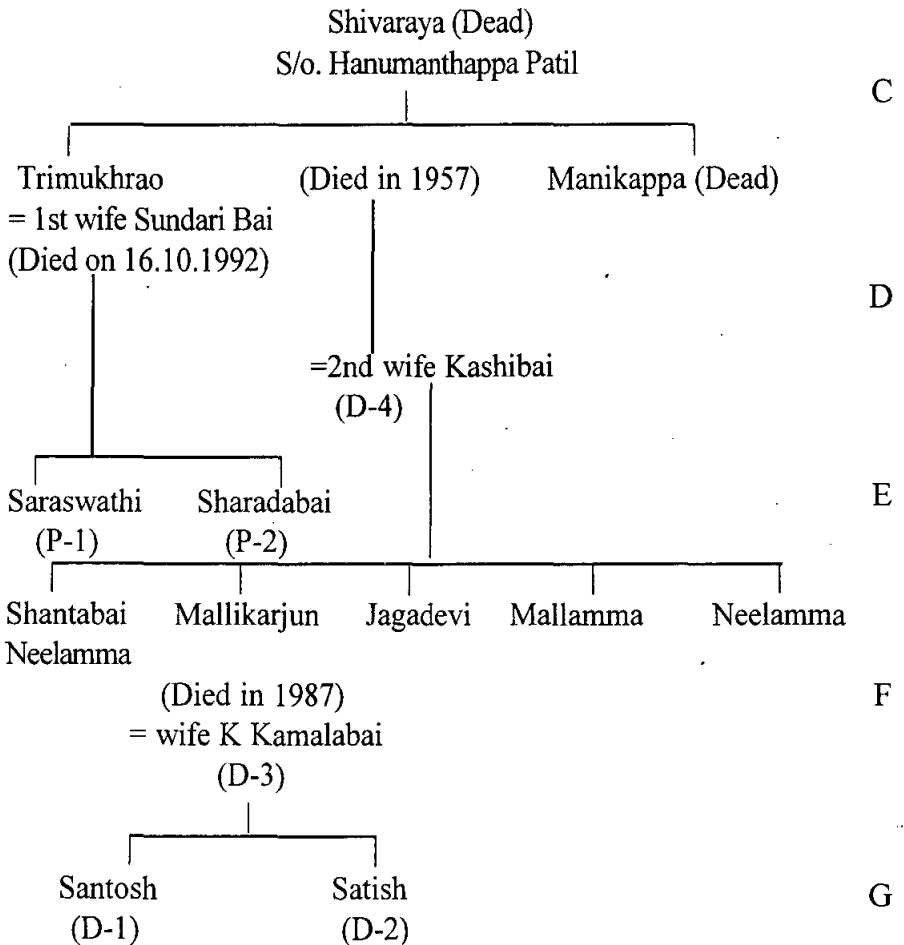 Shivaraya (Dead)
S/o. Hanumanthappa Patil
C
Trimukhrao (Died in 1957) Manikappa (Dead)
= 1st wife Sundari Bai
(Died on 16.10.1992)
D
=2nd wife Kashibai
(D-4)
Saraswathi Sharadabai E
(P-1) (P-2)
Shantabai Mallikarjun Jagadevi Mallamma Neelamma
Neelamma
(Died in 1987) F
= wife K Kamalabai
(D-3)
Santosh Satish G
(D-1) (D-2)